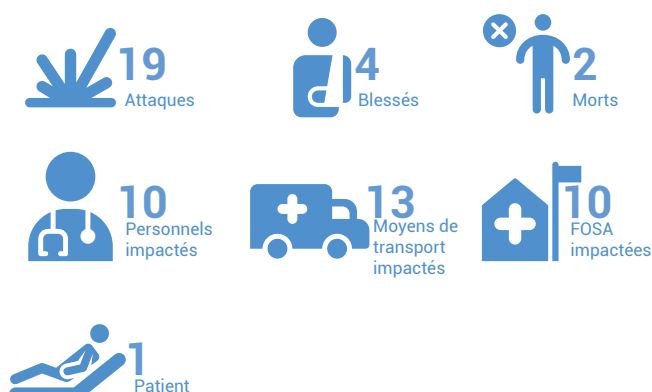 19
Attaques
4
Blessés
2
Morts
10
Personnels
impactés
13
Moyens de
transport
impactés
10
FOSA
impactées
1
Patient